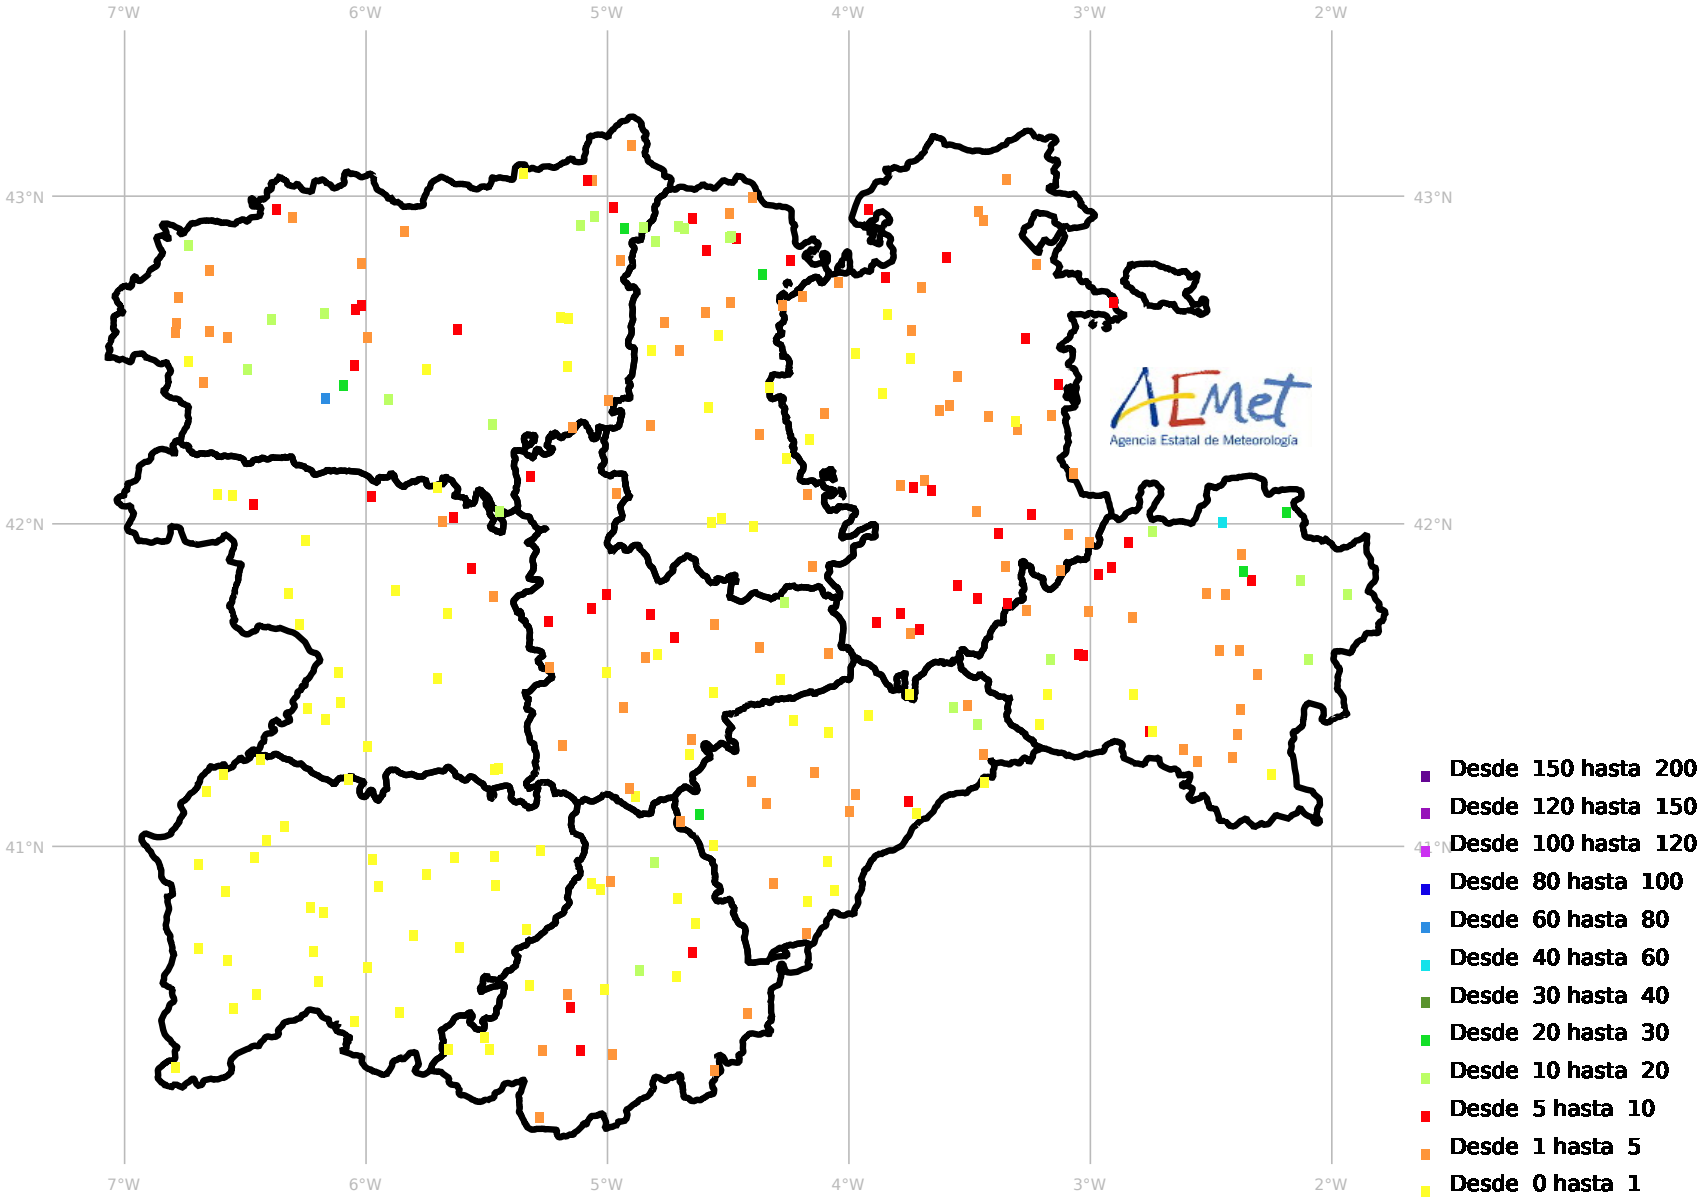 7°W 6°W 5°W 4°W 3°W 2°W
43°N 43°N
AEMet
Agencia Estatal de Meteorología
42°N 42°N
Desde 150 hasta 200
Desde 120 hasta 150
41°N 41°N
Desde 100 hasta 120
Desde 80 hasta 100
Desde 60 hasta 80
Desde 40 hasta 60
Desde 30 hasta 40
Desde 20 hasta 30
Desde 10 hasta 20
Desde 5 hasta 10
Desde 1 hasta 5
Desde 0 hasta 1
7°W 6°W 5°W 4°W 3°W 2°W